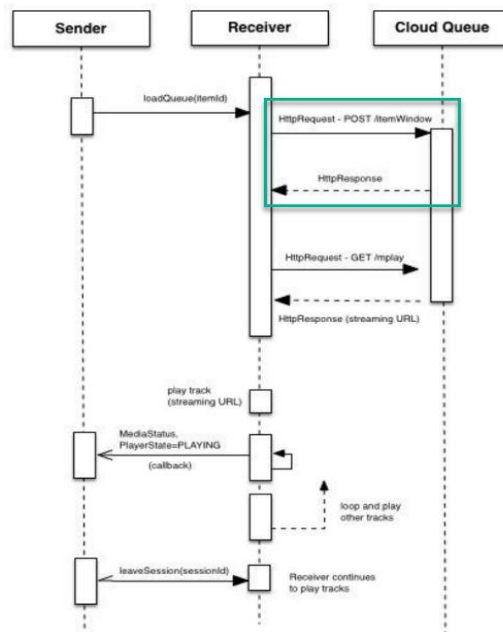 Sender
Receiver
Cloud Queue
loadQueue(itemId)
HttpRequest - POST /itemWindow
HttpResponse
HttpRequest - GET /mplay
HttpResponse (streaming URL)
play track
(streaming URL)
MediaStatus,
PlayerState=PLAYING
(callback)
loop and play
other tracks
leaveSession(sessionId)
Receiver continues
to play tracks